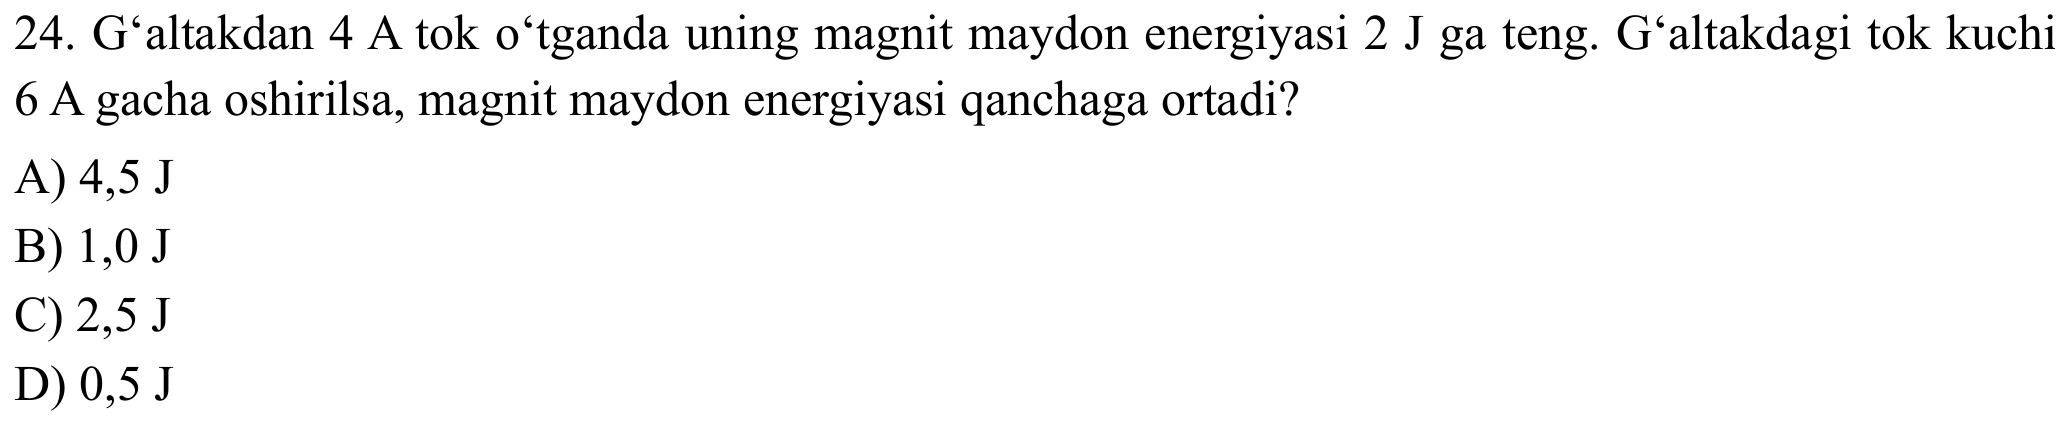 24. G‘altakdan 4 A tok o‘tganda uning magnit maydon energiyasi 2 J ga teng. G‘altakdagi tok kuchi
6 A gacha oshirilsa, magnit maydon energiyasi qanchaga ortadi?
A) 4,5 J
B) 1,0 J
C) 2,5 J
D) 0,5 J